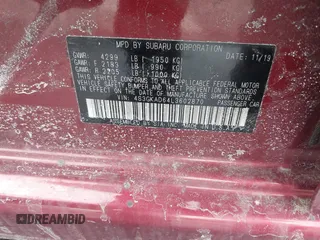 MFD. BY SUBARU CORPORATION DATE: 11/19
GVWR: 4299 LB ( 1950 KG)
GAWR: F 2183 LB ( 990 KG)
GAWR: R 2205 LB ( 1000 KG)
THIS VEHICLE CONFORMS TO ALL APPLICABLE FEDERAL MOTOR
VEHICLE SAFETY, BUMPER AND THEFT PREVENTION
STANDARDS IN EFFECT ON THE DATE OF MANUFACTURE
SHOWN ABOVE.
VIN: 4S3GKAD64L3602870 PASSENGER CAR
DREAMBID